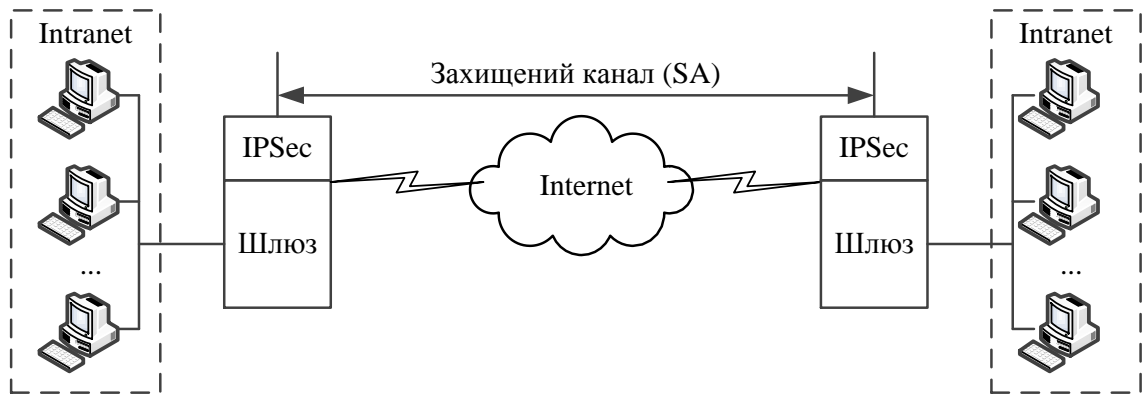 Intranet
Intranet
Захищений канал (SA)
IPSec
IPSec
Internet
Шлюз
Шлюз
...
...